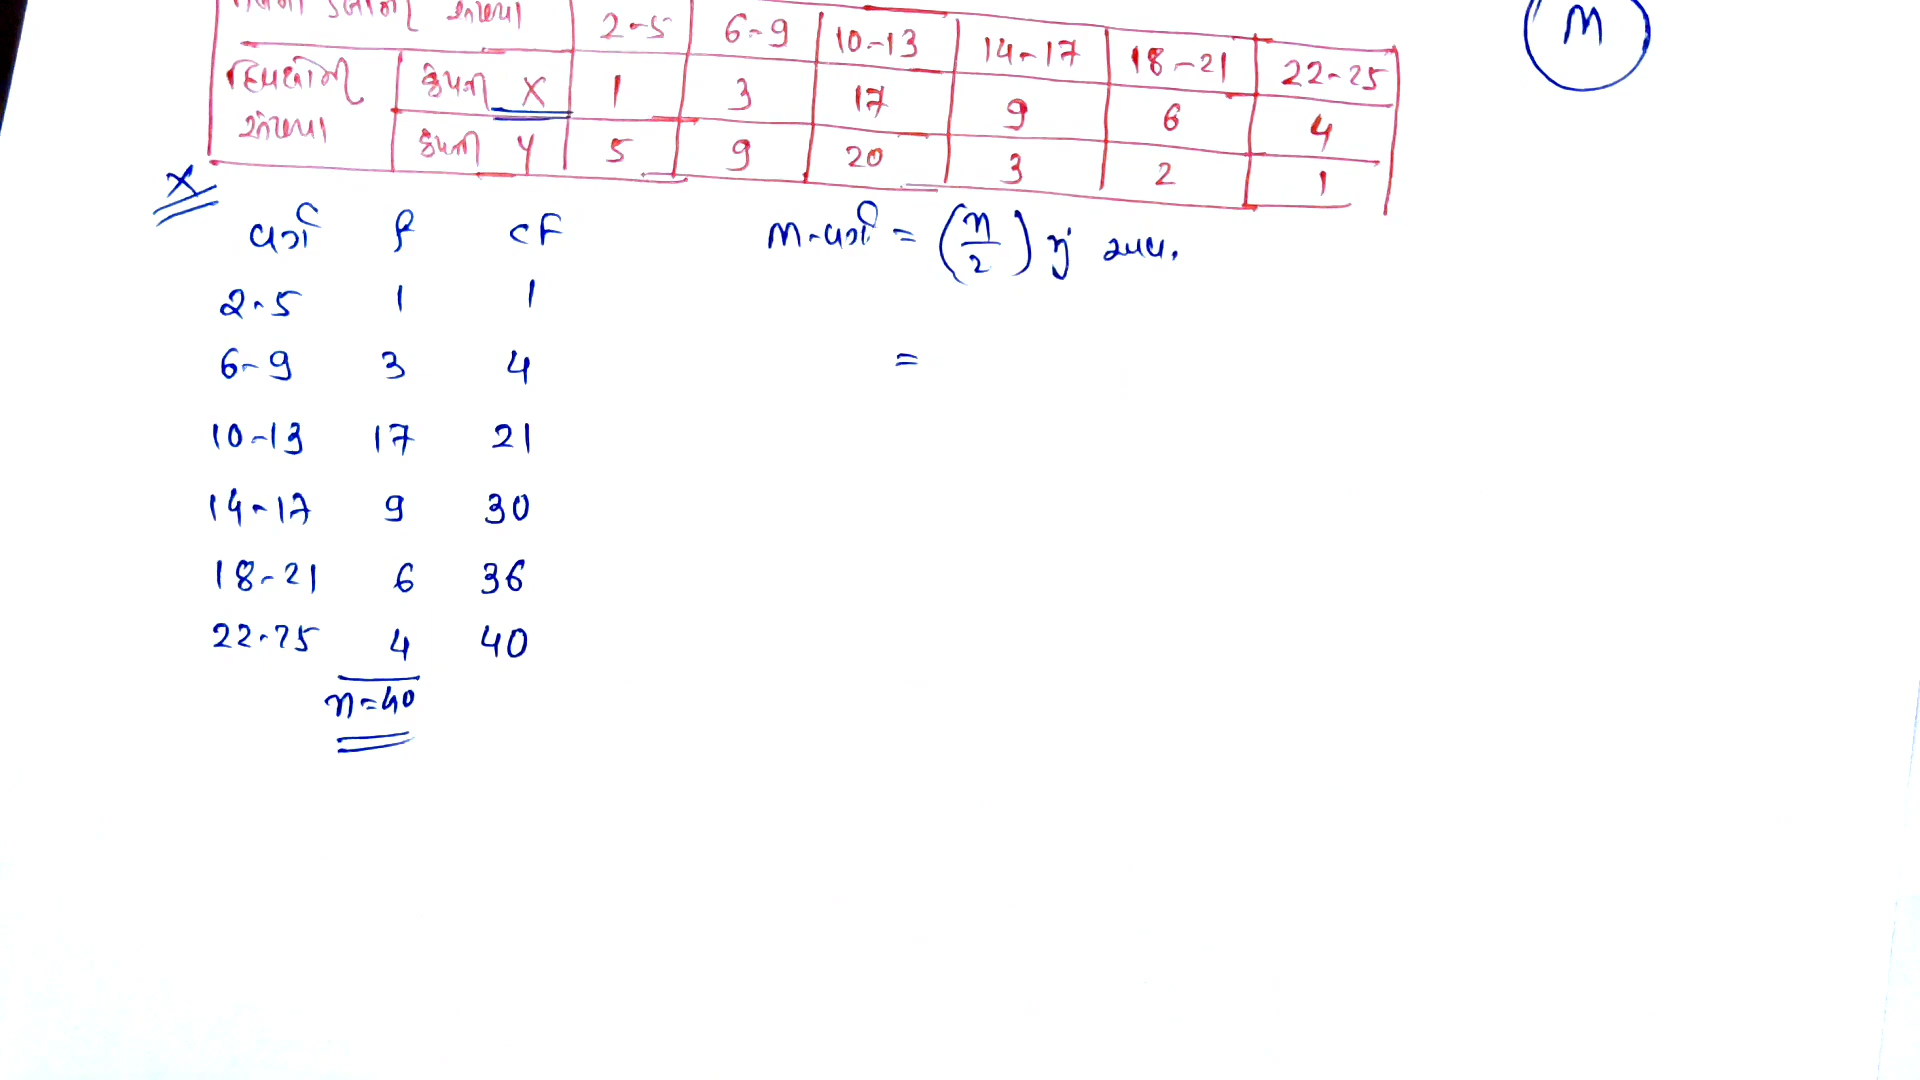 સંખ્યા 2-5 6-9 10-13 14-17 18-21 22-25
M
ડિપથોની કંપની X 1 3 17 9 6 4
સંખ્યા કંપની Y 5 9 20 3 2 1
X
વર્ગ f cF M-વર્ગ = (n/2) નું અવ.
2-5 1 1
6-9 3 4 =
10-13 17 21
14-17 9 30
18-21 6 36
22-25 4 40
n=40